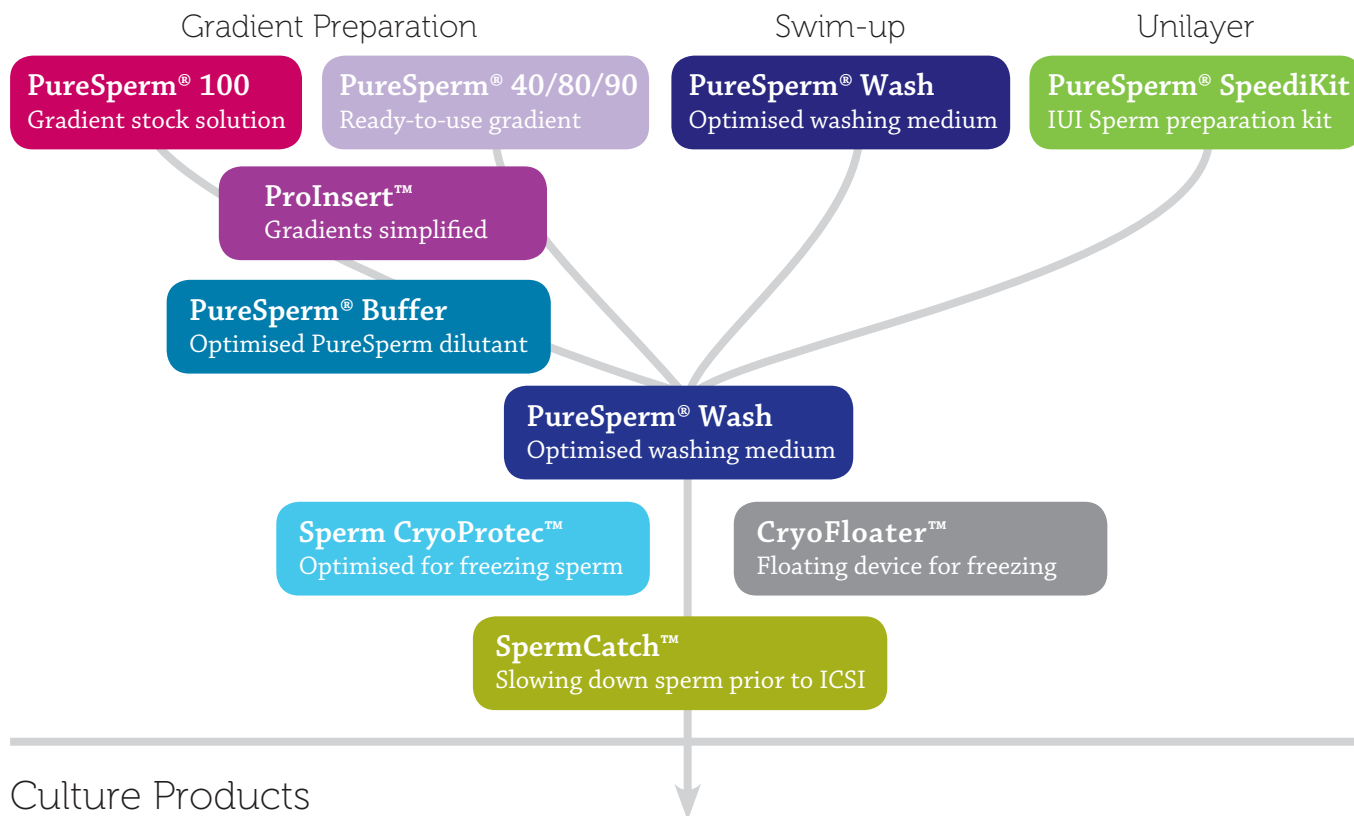 Gradient Preparation
Swim-up
Unilayer
PureSperm® 100
Gradient stock solution
PureSperm® 40/80/90
Ready-to-use gradient
PureSperm® Wash
Optimised washing medium
PureSperm® SpeediKit
IUI Sperm preparation kit
ProInsert™
Gradients simplified
PureSperm® Buffer
Optimised PureSperm dilutant
PureSperm® Wash
Optimised washing medium
Sperm CryoProtec™
Optimised for freezing sperm
CryoFloater™
Floating device for freezing
SpermCatch™
Slowing down sperm prior to ICSI
Culture Products